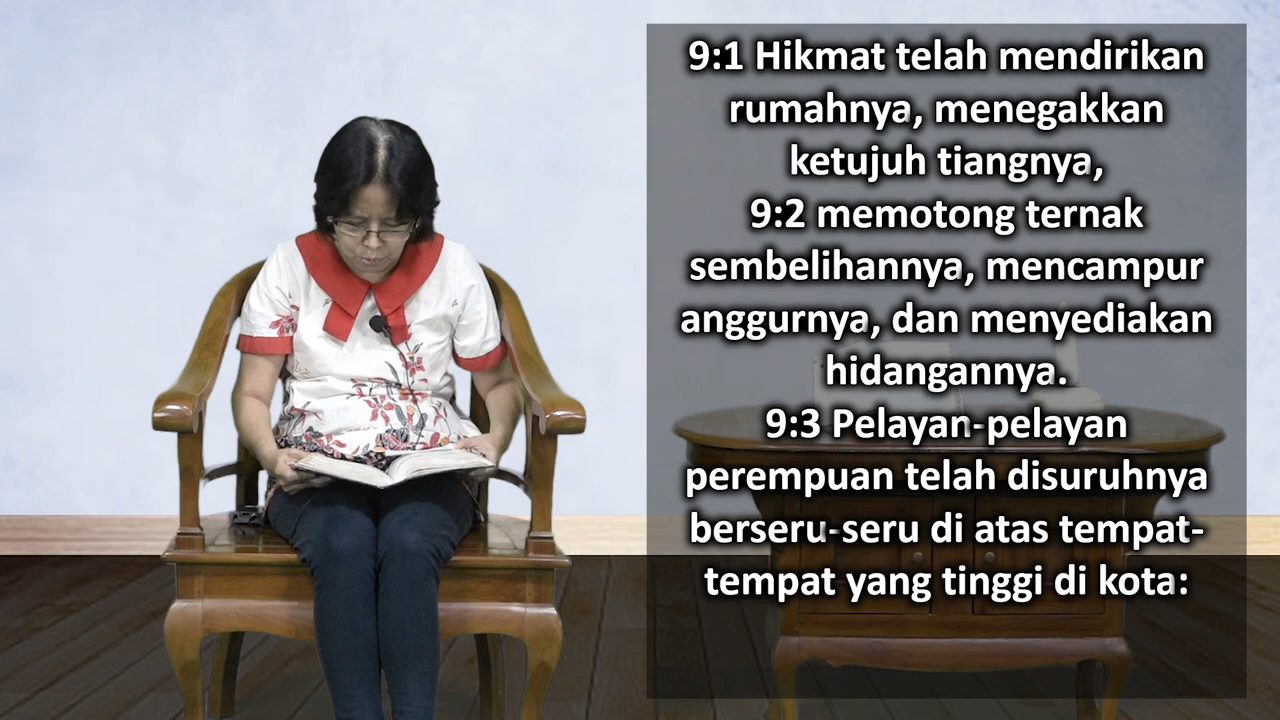 9:1 Hikmat telah mendirikan
rumahnya, menegakkan
ketujuh tiangnya,
9:2 memotong ternak
sembelihannya, mencampur
anggurnya, dan menyediakan
hidangannya.
9:3 Pelayan-pelayan
perempuan telah disuruhnya
berseru-seru di atas tempat-
tempat yang tinggi di kota: